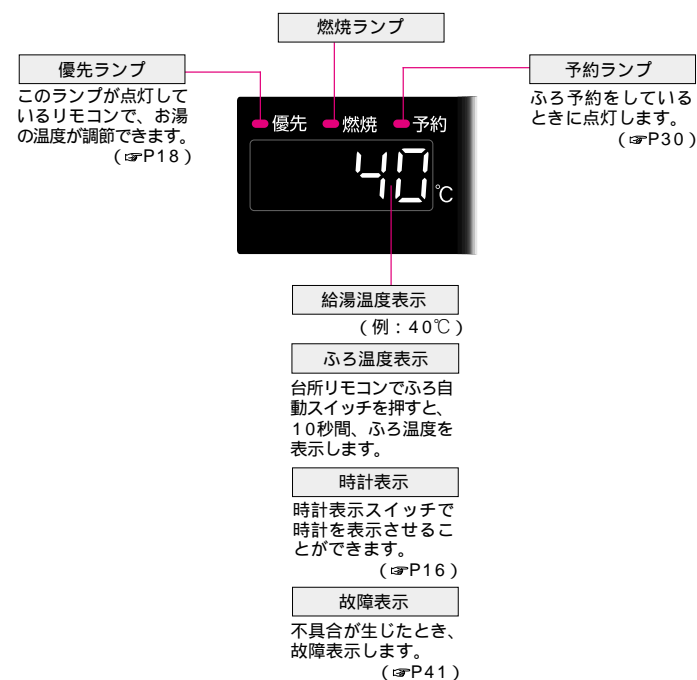 燃焼ランプ
優先ランプ
このランプが点灯して
いるリモコンで、お湯
の温度が調節できます。
(☞P18)
予約ランプ
ふろ予約をしている
ときに点灯します。
(☞P30)
優先 燃焼 予約
40℃
給湯温度表示
(例:40℃)
ふろ温度表示
台所リモコンでふろ自
動スイッチを押すと、
10秒間、ふろ温度を
表示します。
時計表示
時計表示スイッチで
時計を表示させるこ
とができます。
(☞P16)
故障表示
不具合が生じたとき、
故障表示します。
(☞P41)